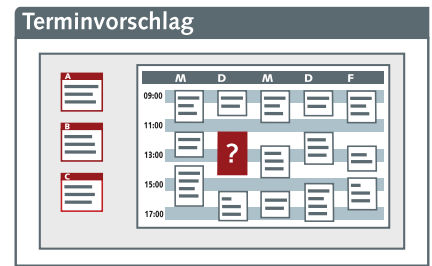 Terminvorschlag
A
B
C
M D M D F
09:00
11:00
13:00
?
15:00
17:00